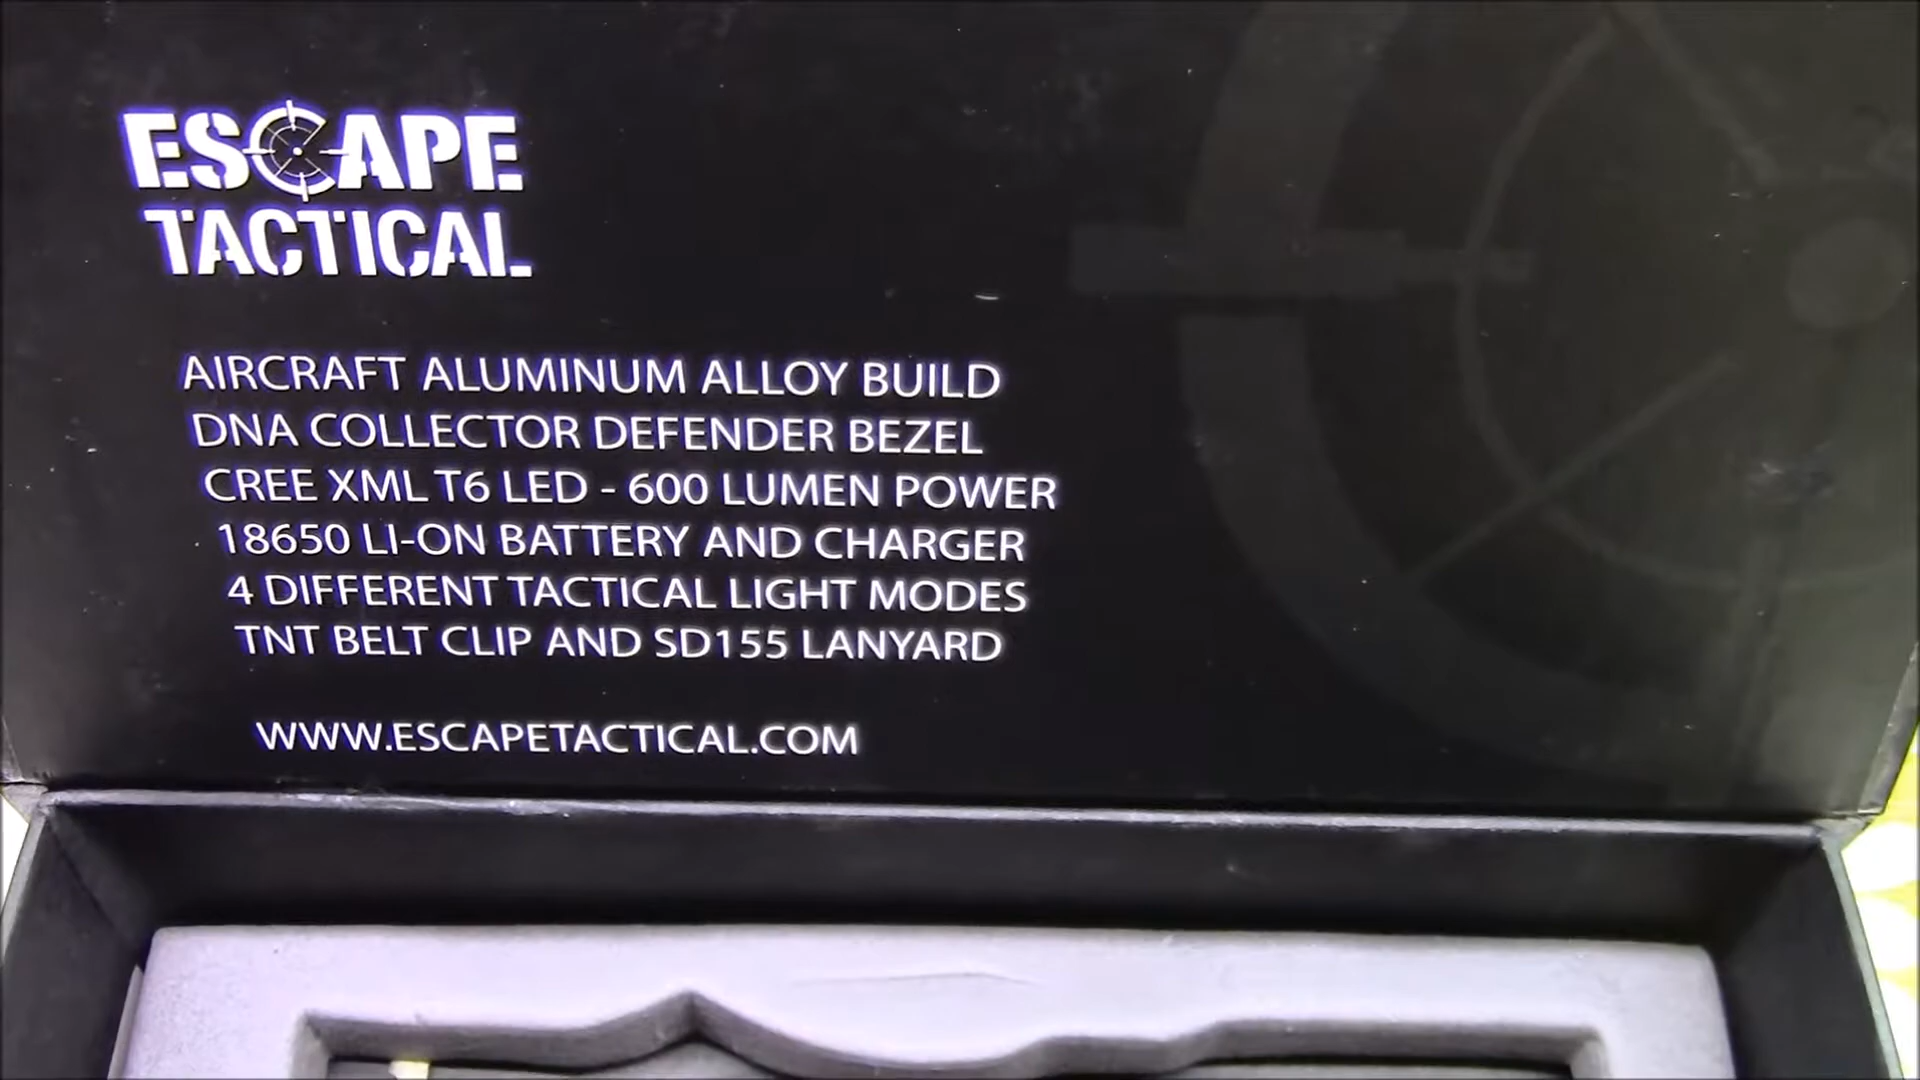 ESCAPE
TACTICAL
AIRCRAFT ALUMINUM ALLOY BUILD
DNA COLLECTOR DEFENDER BEZEL
CREE XML T6 LED - 600 LUMEN POWER
18650 LI-ON BATTERY AND CHARGER
4 DIFFERENT TACTICAL LIGHT MODES
TNT BELT CLIP AND SD155 LANYARD
WWW.ESCAPETACTICAL.COM